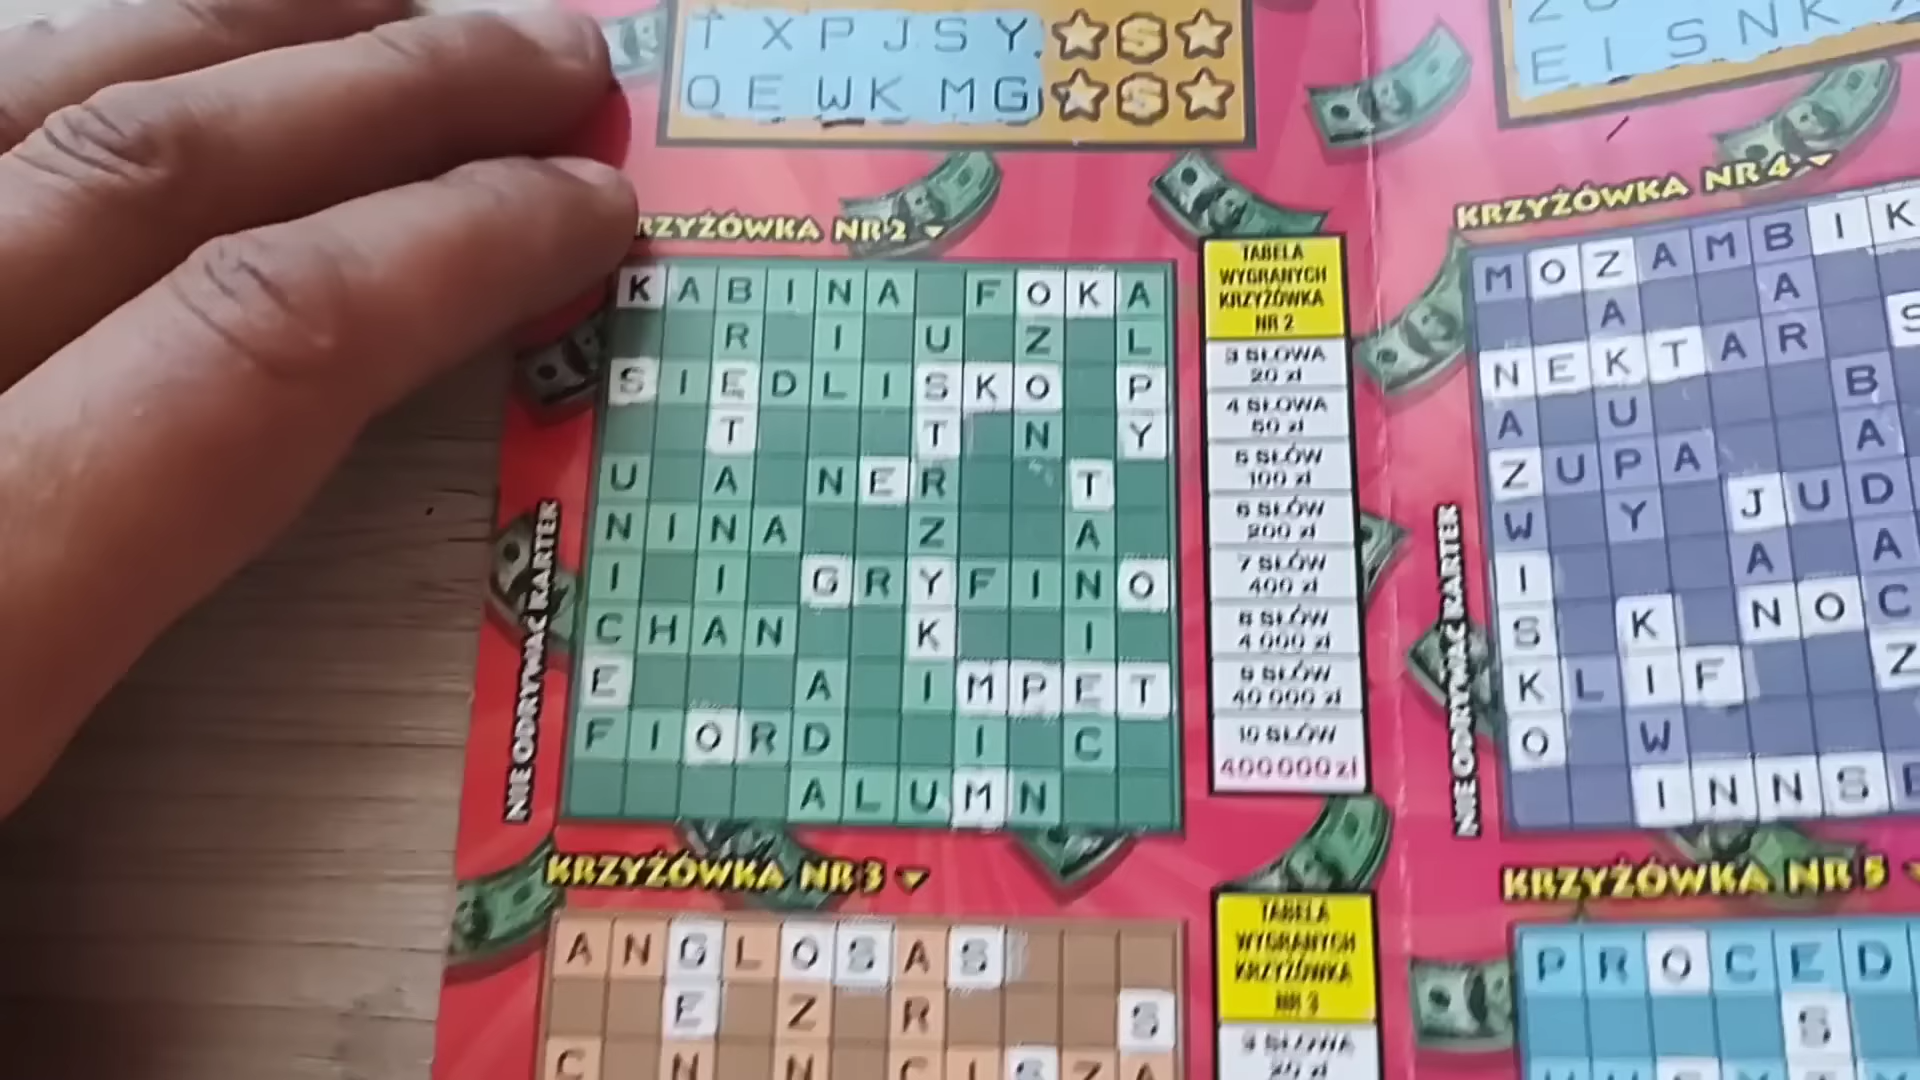 T X P J S Y
O E W K M G
E I S N K
KRZYŻÓWKA NR 2
KABINA FOKA
R I U Z L
SIEDLISKO P
T T N Y
U A NER T
NINA Z A
I I GRYFINO
CHAN K I
E A IMPET
FIORD I C
ALUMN
NIE ODRYWAĆ KARTEK
TABELA
WYGRANYCH
KRZYŻÓWKA
NR 2
3 SŁOWA
20 zł
4 SŁOWA
50 zł
5 SŁÓW
100 zł
6 SŁÓW
200 zł
7 SŁÓW
400 zł
8 SŁÓW
4 000 zł
9 SŁÓW
40 000 zł
10 SŁÓW
400 000 zł
KRZYŻÓWKA NR 4
MOZAMBIK
A A
NEKTAR S
A U B
ZUPA A
W Y JUD
I A A
S K NOC
KLIF Z
O W
INNS
NIE ODRYWAĆ KARTEK
KRZYŻÓWKA NR 3
ANGLOSAS
E Z R S
C N N C I S Z A
TABELA
WYGRANYCH
KRZYŻÓWKA
NR 3
3 SŁOWA
KRZYŻÓWKA NR 5
PROCED
S